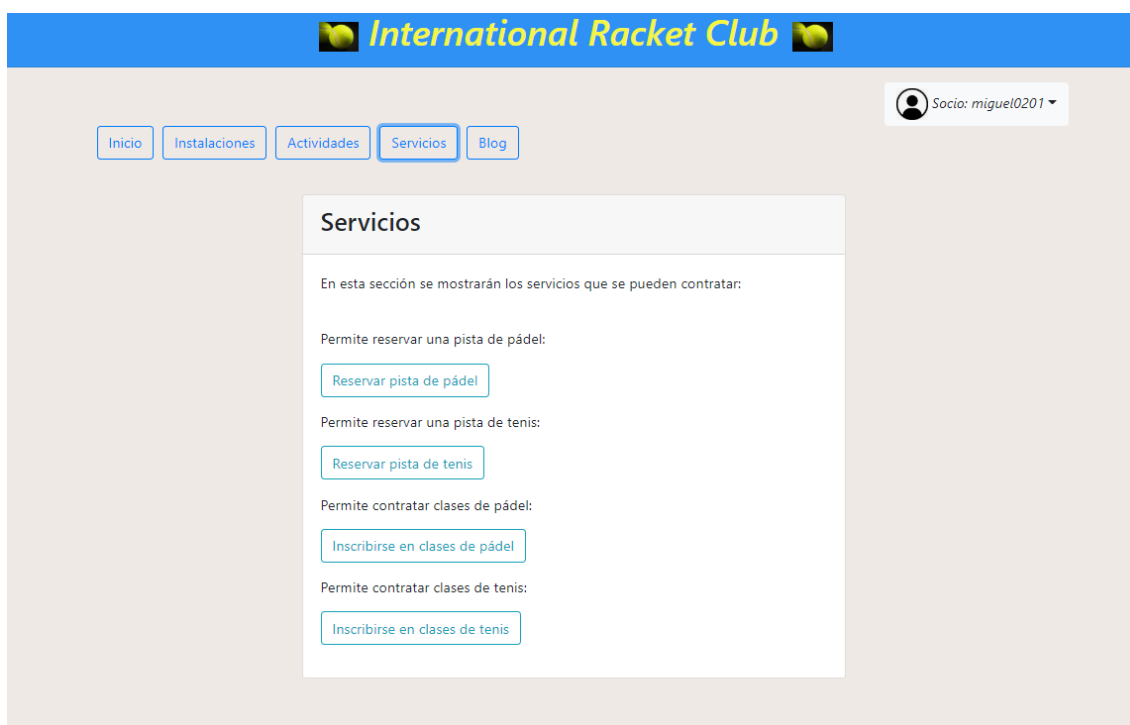 International Racket Club
Socio: miguel0201
Inicio Instalaciones Actividades Servicios Blog
Servicios
En esta sección se mostrarán los servicios que se pueden contratar:
Permite reservar una pista de pádel:
Reservar pista de pádel
Permite reservar una pista de tenis:
Reservar pista de tenis
Permite contratar clases de pádel:
Inscribirse en clases de pádel
Permite contratar clases de tenis:
Inscribirse en clases de tenis